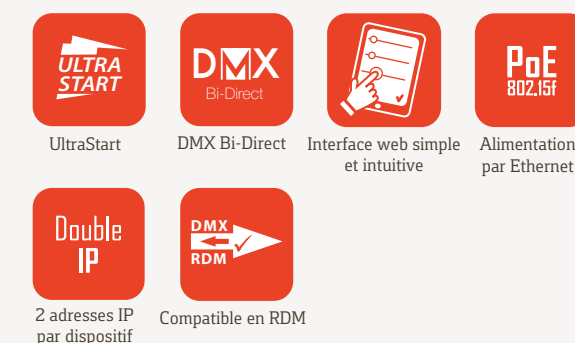 ULTRA
START
DMX
Bi-Direct
PoE
802.15f
UltraStart
DMX Bi-Direct
Interface web simple
et intuitive
Alimentation
par Ethernet
Double
IP
DMX
RDM
2 adresses IP
par dispositif
Compatible en RDM